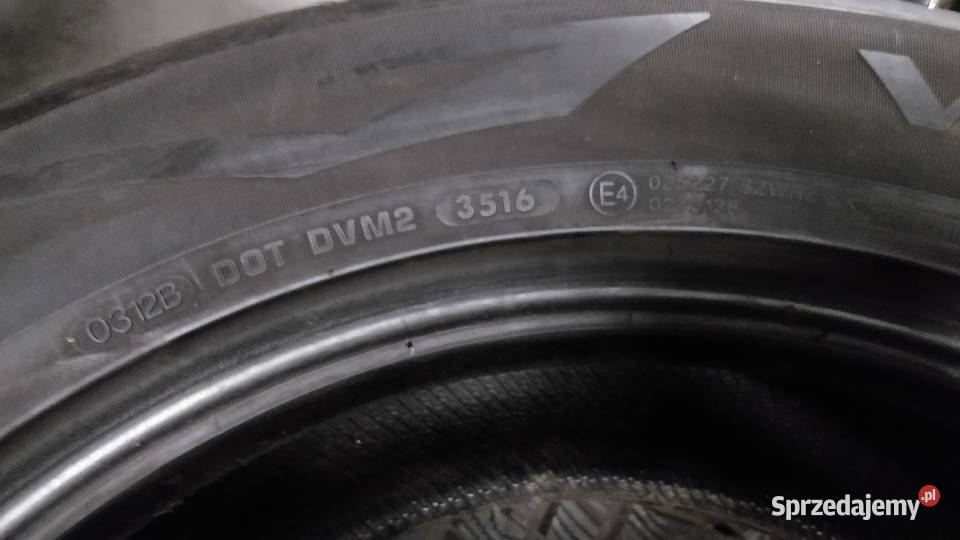 V
0312B DOT DVM2 3516 E4
Sprzedajemy.pl